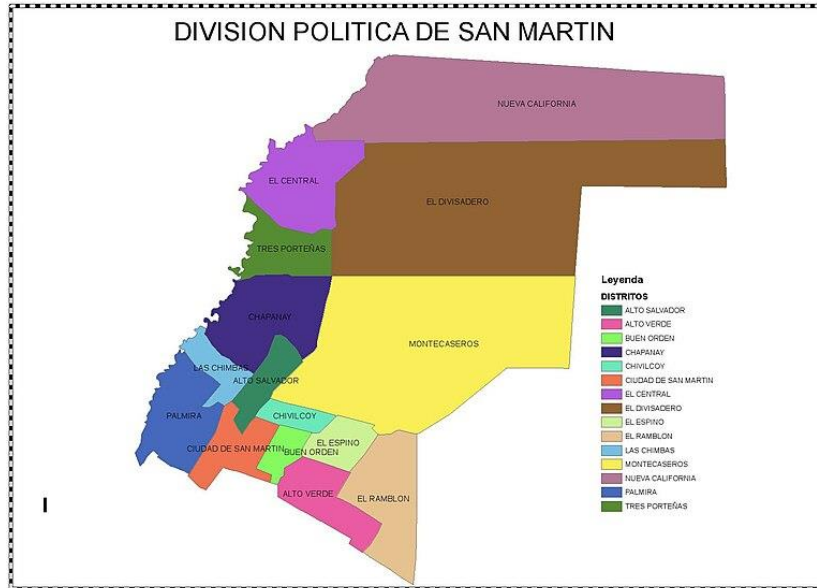 DIVISION POLITICA DE SAN MARTIN
NUEVA CALIFORNIA
EL CENTRAL
EL DIVISADERO
TRES PORTEÑAS
CHAPANAY
MONTECASEROS
LAS CHIMBAS
ALTO SALVADOR
PALMIRA
CHIVILCOY
CIUDAD DE SAN MARTIN
EL ESPINO
BUEN ORDEN
ALTO VERDE
EL RAMBLON
Leyenda
DISTRITOS
ALTO SALVADOR
ALTO VERDE
BUEN ORDEN
CHAPANAY
CHIVILCOY
CIUDAD DE SAN MARTIN
EL CENTRAL
EL DIVISADERO
EL ESPINO
EL RAMBLON
LAS CHIMBAS
MONTECASEROS
NUEVA CALIFORNIA
PALMIRA
TRES PORTEÑAS